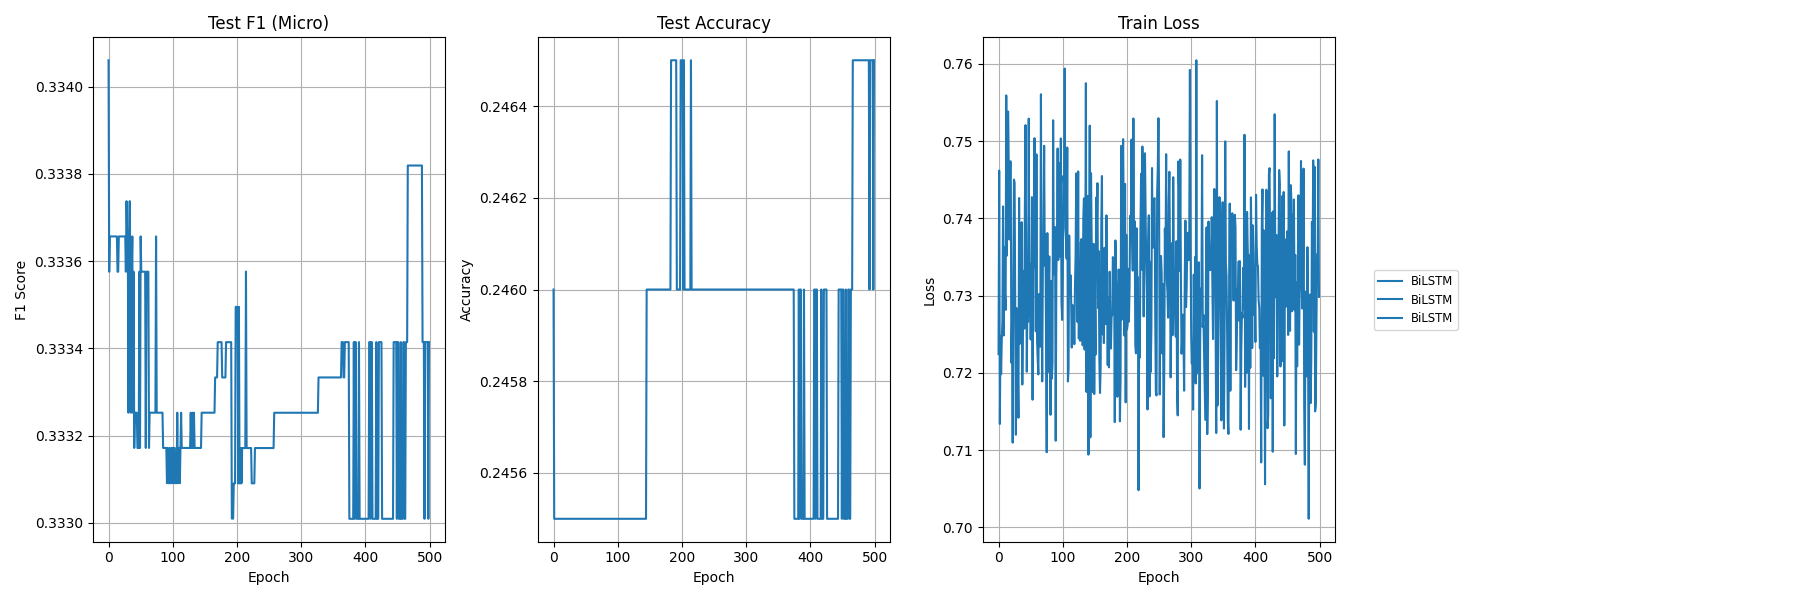 Test F1 (Micro)
0.3340
0.3338
0.3336
0.3334
0.3332
0.3330
F1 Score
0 100 200 300 400 500
Epoch
Test Accuracy
0.2464
0.2462
0.2460
0.2458
0.2456
Accuracy
0 100 200 300 400 500
Epoch
Train Loss
0.76
0.75
0.74
0.73
0.72
0.71
0.70
Loss
0 100 200 300 400 500
Epoch
BiLSTM
BiLSTM
BiLSTM